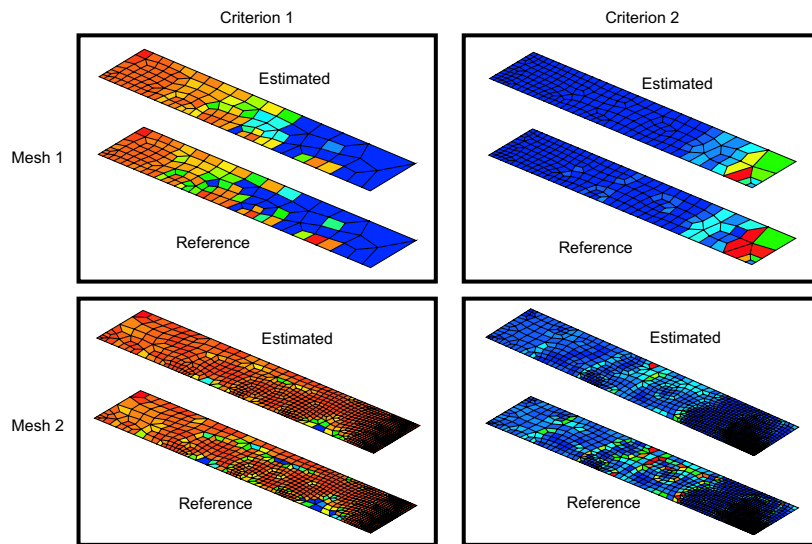 Criterion 1
Criterion 2
Mesh 1
Estimated
Reference
Estimated
Reference
Mesh 2
Estimated
Reference
Estimated
Reference